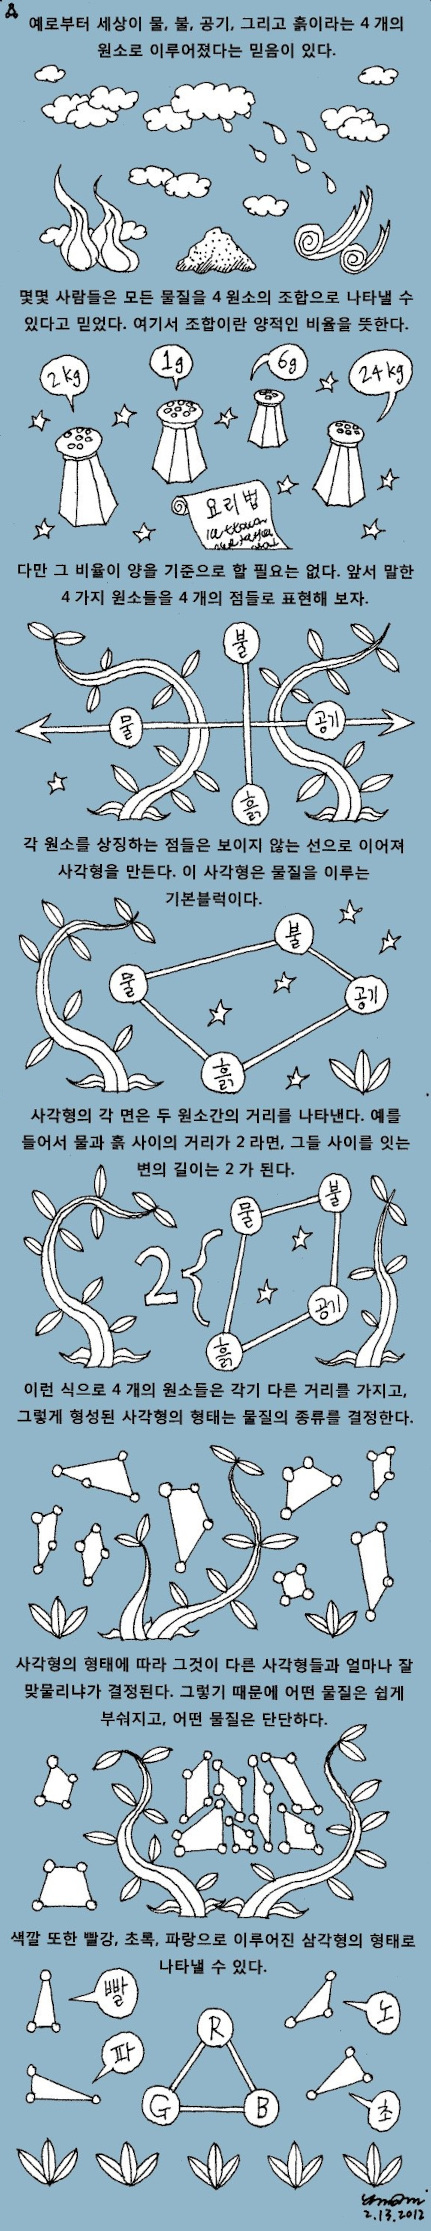 예로부터 세상이 물, 불, 공기, 그리고 흙이라는 4 개의
원소로 이루어졌다는 믿음이 있다.
몇몇 사람들은 모든 물질을 4 원소의 조합으로 나타낼 수
있다고 믿었다. 여기서 조합이란 양적인 비율을 뜻한다.
2kg
1g
6g
24kg
요리법
다만 그 비율이 양을 기준으로 할 필요는 없다. 앞서 말한
4 가지 원소들을 4 개의 점들로 표현해 보자.
불
물
공기
흙
각 원소를 상징하는 점들은 보이지 않는 선으로 이어져
사각형을 만든다. 이 사각형은 물질을 이루는
기본블럭이다.
불
물
공기
흙
사각형의 각 면은 두 원소간의 거리를 나타낸다. 예를
들어서 물과 흙 사이의 거리가 2 라면, 그들 사이를 잇는
변의 길이는 2 가 된다.
물
불
2
공기
흙
이런 식으로 4 개의 원소들은 각기 다른 거리를 가지고,
그렇게 형성된 사각형의 형태는 물질의 종류를 결정한다.
사각형의 형태에 따라 그것이 다른 사각형들과 얼마나 잘
맞물리냐가 결정된다. 그렇기 때문에 어떤 물질은 쉽게
부숴지고, 어떤 물질은 단단하다.
색깔 또한 빨강, 초록, 파랑으로 이루어진 삼각형의 형태로
나타낼 수 있다.
빨
노
R
파
G
B
초
2.13.2012